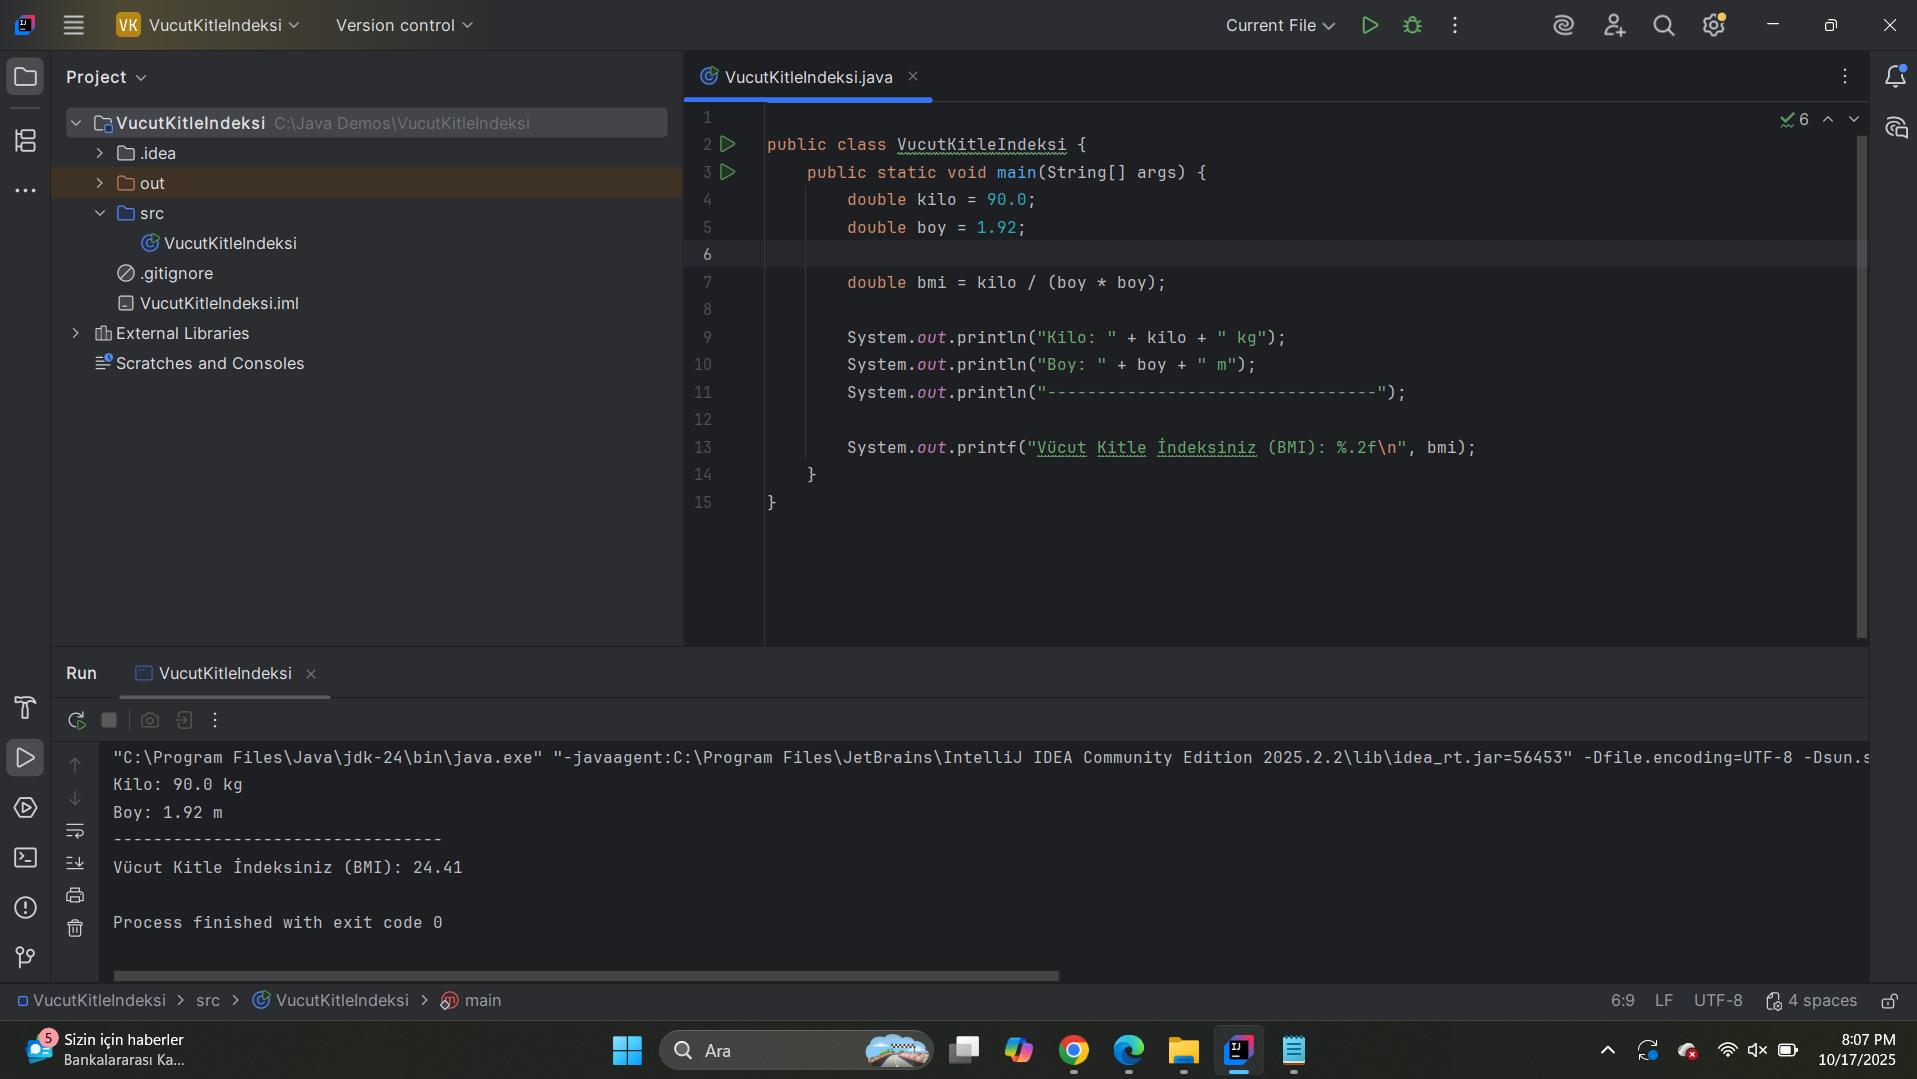 VK VucutKitleIndeksi Version control Current File
Project
VucutKitleIndeksi C:\Java Demos\VucutKitleIndeksi
.idea
out
src
VucutKitleIndeksi
.gitignore
VucutKitleIndeksi.iml
External Libraries
Scratches and Consoles
VucutKitleIndeksi.java
6
1
2 public class VucutKitleIndeksi {
3 public static void main(String[] args) {
4 double kilo = 90.0;
5 double boy = 1.92;
6
7 double bmi = kilo / (boy * boy);
8
9 System.out.println("Kilo: " + kilo + " kg");
10 System.out.println("Boy: " + boy + " m");
11 System.out.println("---------------------------------");
12
13 System.out.printf("Vücut Kitle İndeksiniz (BMI): %.2f\n", bmi);
14 }
15 }
Run VucutKitleIndeksi
"C:\Program Files\Java\jdk-24\bin\java.exe" "-javaagent:C:\Program Files\JetBrains\IntelliJ IDEA Community Edition 2025.2.2\lib\idea_rt.jar=56453" -Dfile.encoding=UTF-8 -Dsun.s
Kilo: 90.0 kg
Boy: 1.92 m
---------------------------------
Vücut Kitle İndeksiniz (BMI): 24.41
Process finished with exit code 0
VucutKitleIndeksi > src > VucutKitleIndeksi > main 6:9 LF UTF-8 4 spaces
5 Sizin için haberler
Bankalararası Ka...
Ara
8:07 PM
10/17/2025